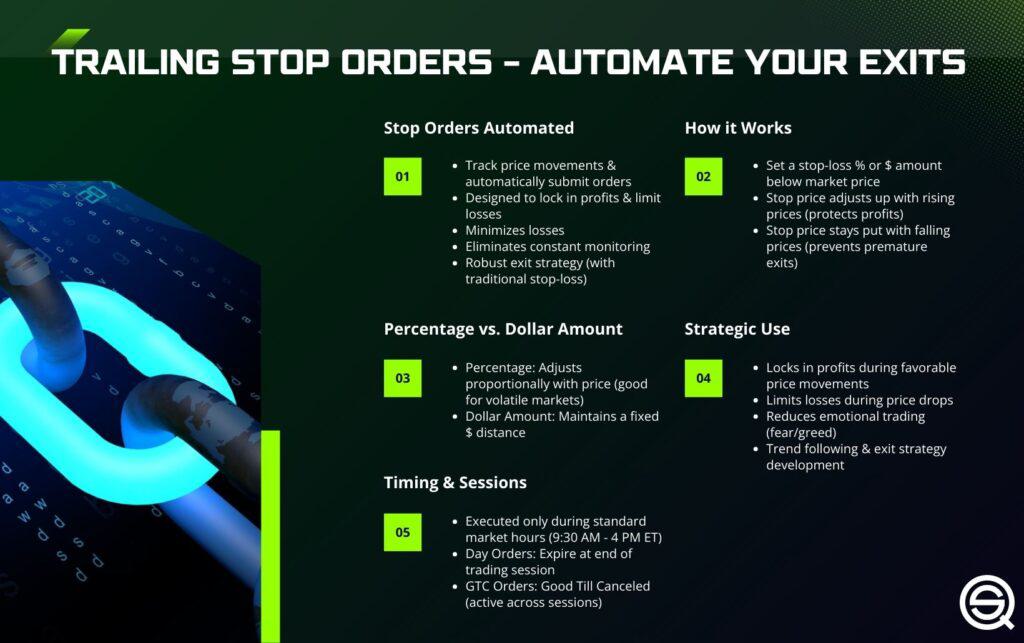 TRAILING STOP ORDERS - AUTOMATE YOUR EXITS
Stop Orders Automated
01
• Track price movements &
automatically submit orders
• Designed to lock in profits & limit
losses
• Minimizes losses
• Eliminates constant monitoring
• Robust exit strategy (with
traditional stop-loss)
How it Works
02
• Set a stop-loss % or $ amount
below market price
• Stop price adjusts up with rising
prices (protects profits)
• Stop price stays put with falling
prices (prevents premature
exits)
Percentage vs. Dollar Amount
03
• Percentage: Adjusts
proportionally with price (good
for volatile markets)
• Dollar Amount: Maintains a fixed
$ distance
Strategic Use
04
• Locks in profits during favorable
price movements
• Limits losses during price drops
• Reduces emotional trading
(fear/greed)
• Trend following & exit strategy
development
Timing & Sessions
05
• Executed only during standard
market hours (9:30 AM - 4 PM ET)
• Day Orders: Expire at end of
trading session
• GTC Orders: Good Till Canceled
(active across sessions)